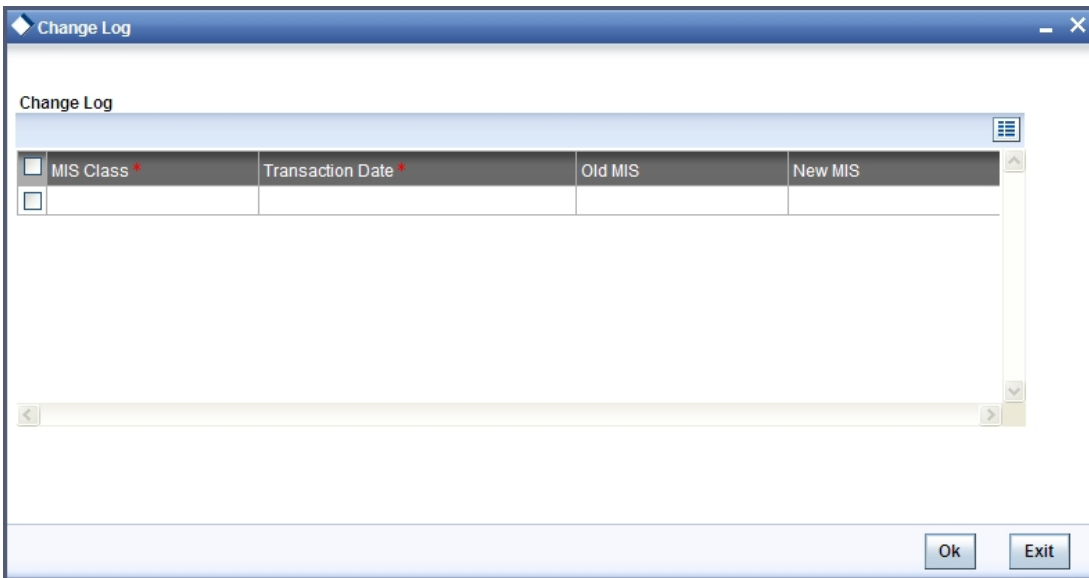 Change Log
Change Log
MIS Class * Transaction Date * Old MIS New MIS
Ok Exit